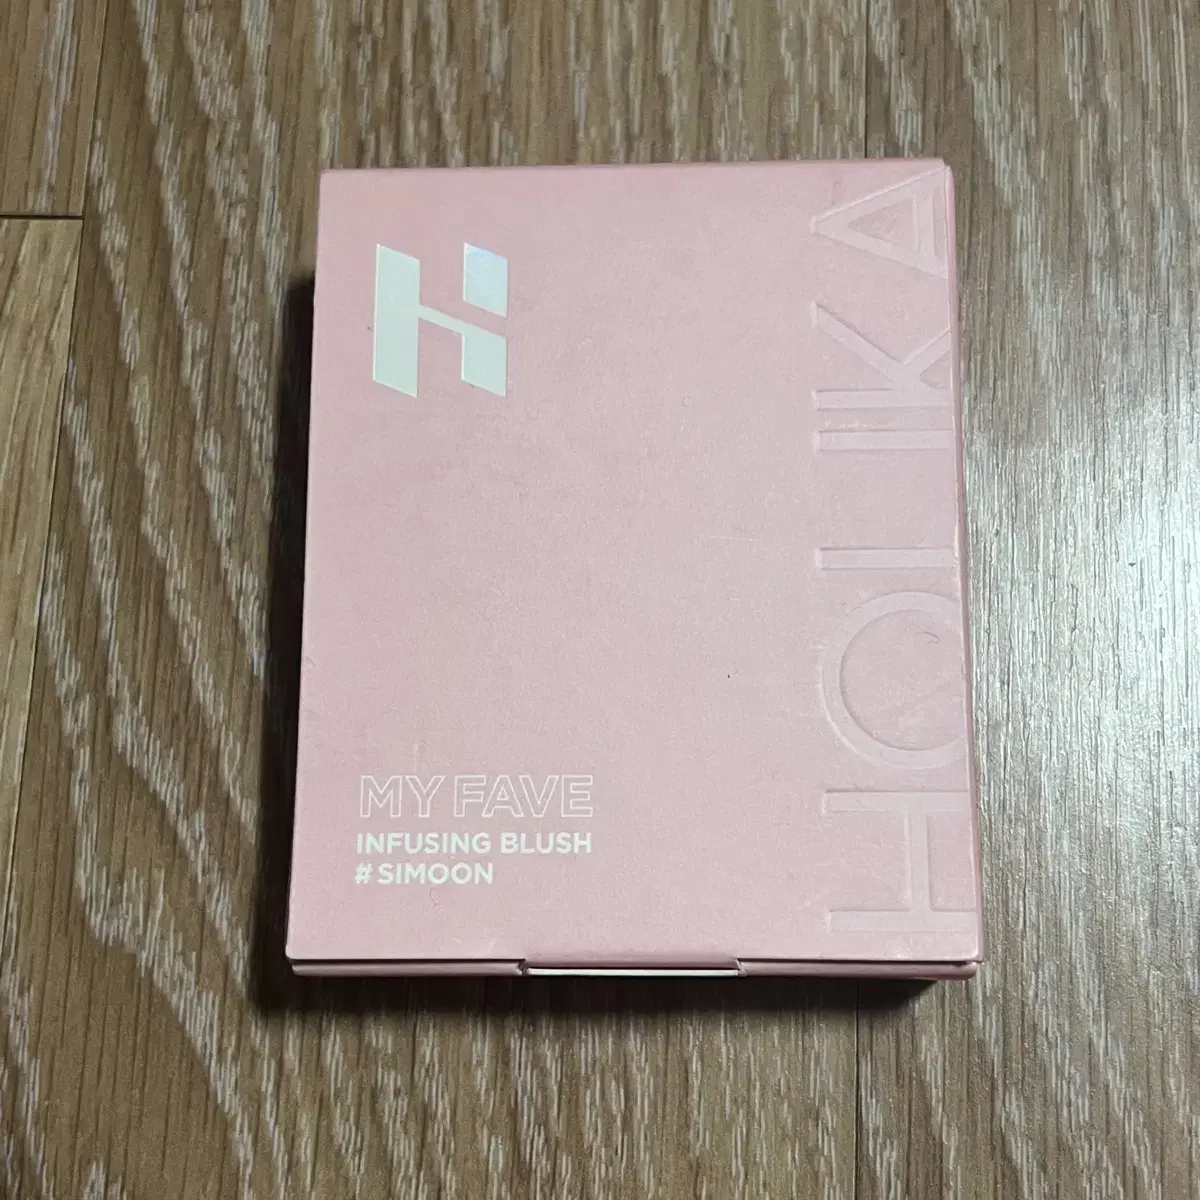 H
MY FAVE
INFUSING BLUSH
# SIMOON
HOLIKA